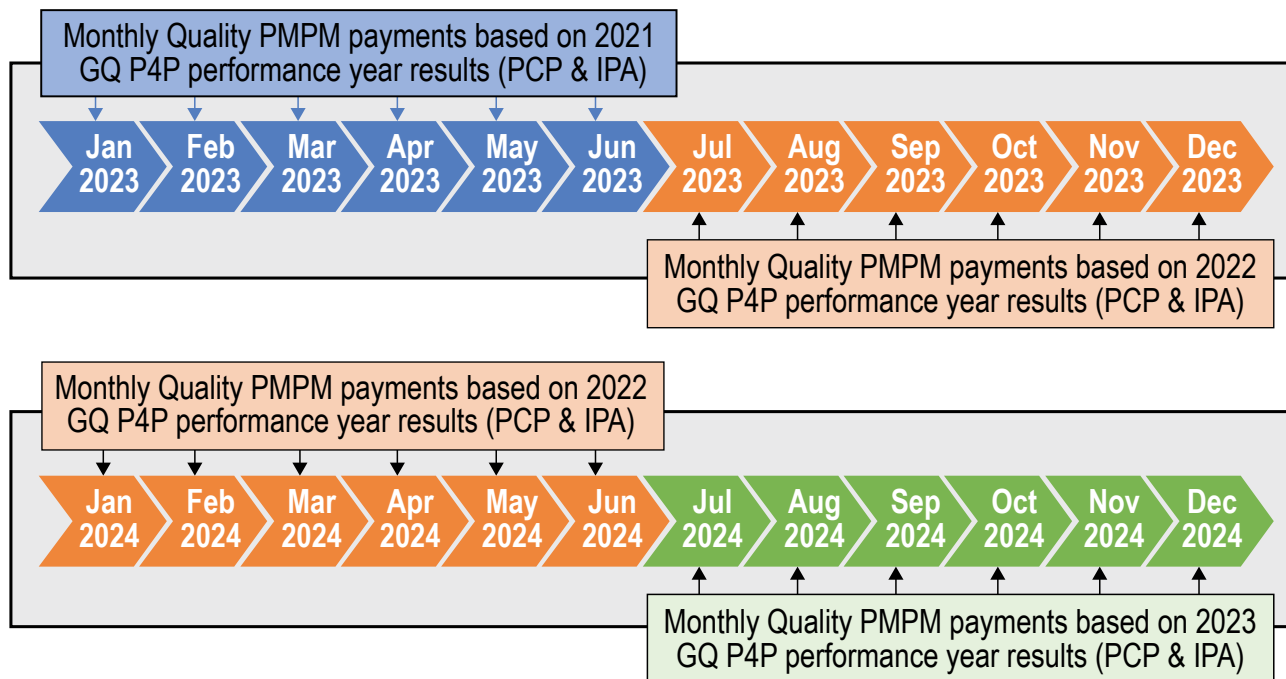 Monthly Quality PMPM payments based on 2021
GQ P4P performance year results (PCP & IPA)
Jan Feb Mar Apr May Jun Jul Aug Sep Oct Nov Dec
2023 2023 2023 2023 2023 2023 2023 2023 2023 2023 2023 2023
Monthly Quality PMPM payments based on 2022
GQ P4P performance year results (PCP & IPA)
Monthly Quality PMPM payments based on 2022
GQ P4P performance year results (PCP & IPA)
Jan Feb Mar Apr May Jun Jul Aug Sep Oct Nov Dec
2024 2024 2024 2024 2024 2024 2024 2024 2024 2024 2024 2024
Monthly Quality PMPM payments based on 2023
GQ P4P performance year results (PCP & IPA)